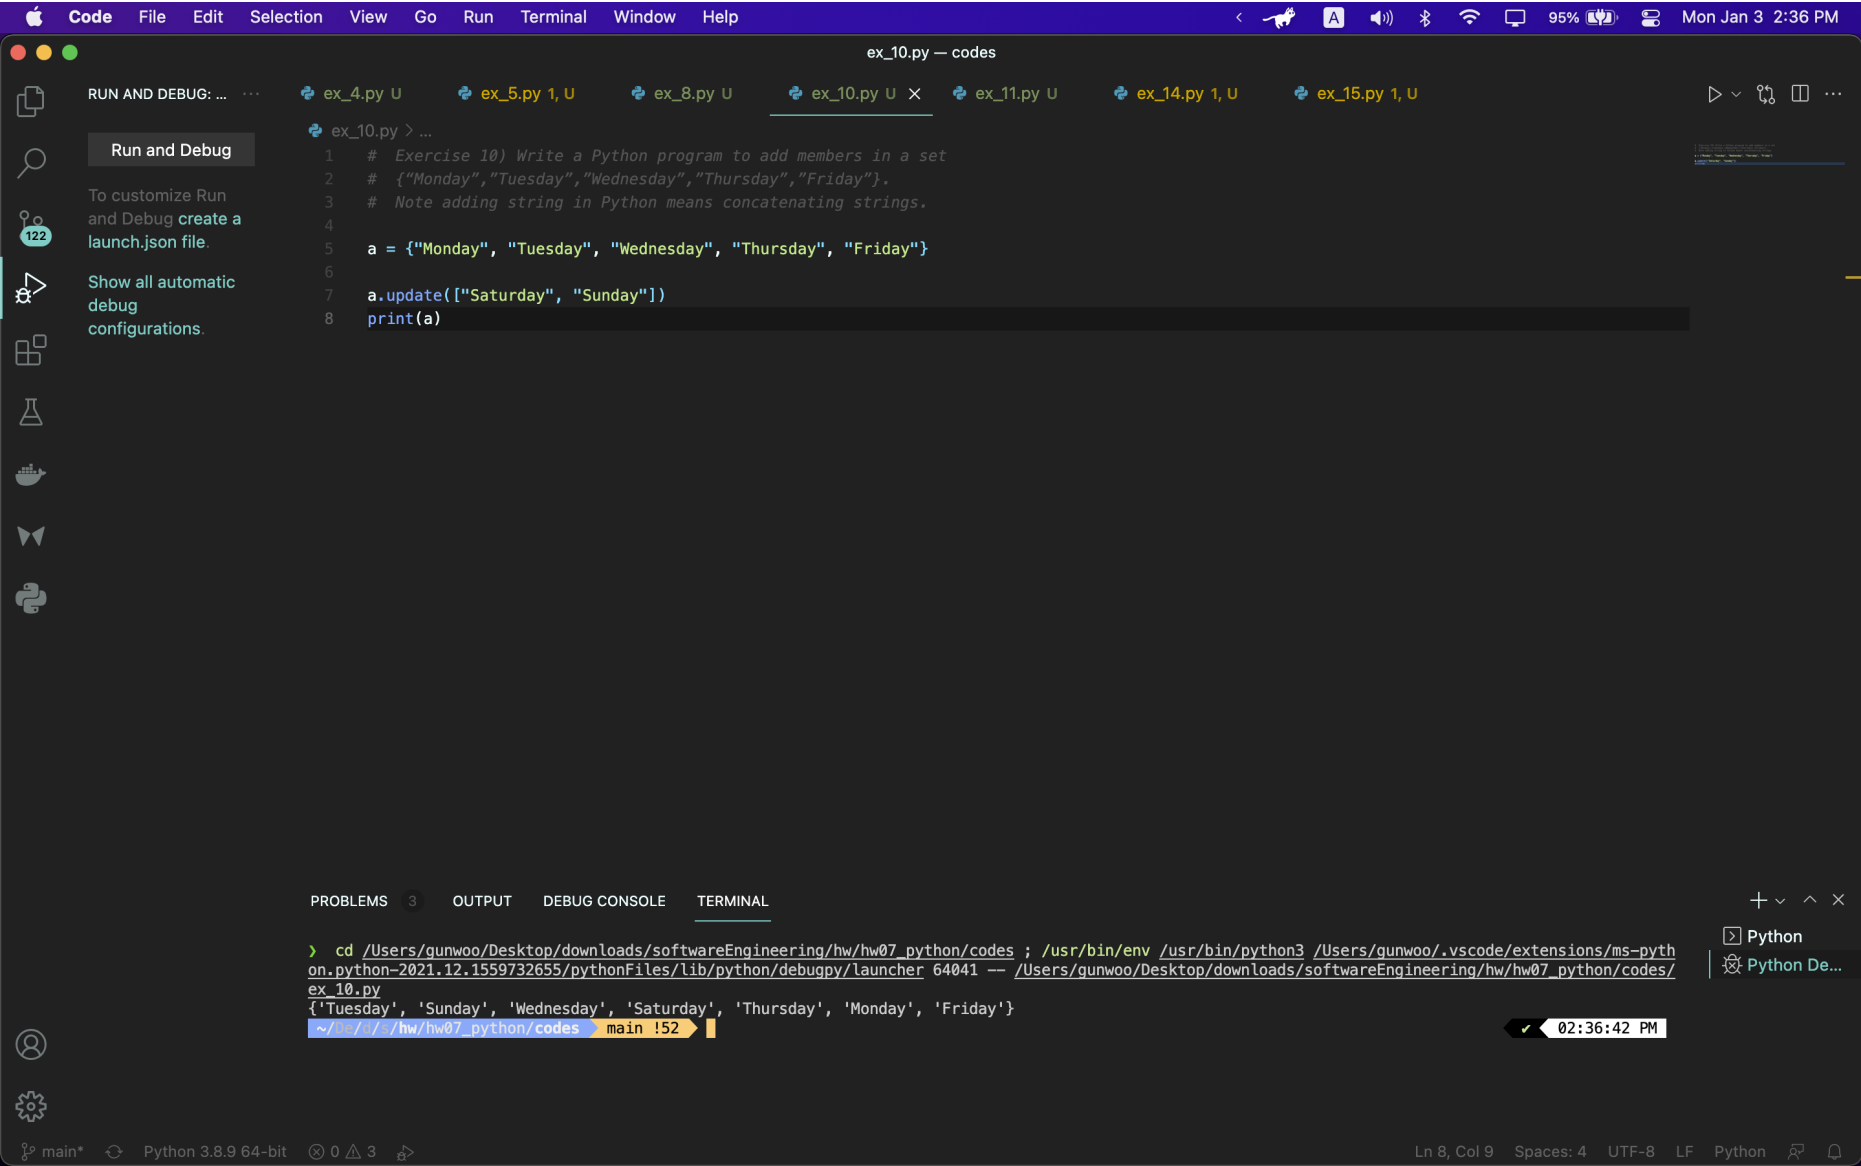 Code File Edit Selection View Go Run Terminal Window Help
A 95% Mon Jan 3 2:36 PM
ex_10.py — codes
RUN AND DEBUG: ... ···
ex_4.py U ex_5.py 1, U ex_8.py U ex_10.py U ex_11.py U ex_14.py 1, U ex_15.py 1, U
ex_10.py > ...
Run and Debug
To customize Run
and Debug create a
launch.json file.
Show all automatic
debug
configurations.
122
1 # Exercise 10) Write a Python program to add members in a set
2 # {“Monday”,”Tuesday”,”Wednesday”,”Thursday”,”Friday”}.
3 # Note adding string in Python means concatenating strings.
4
5 a = {"Monday", "Tuesday", "Wednesday", "Thursday", "Friday"}
6
7 a.update(["Saturday", "Sunday"])
8 print(a)
PROBLEMS 3 OUTPUT DEBUG CONSOLE TERMINAL
❯ cd /Users/gunwoo/Desktop/downloads/softwareEngineering/hw/hw07_python/codes ; /usr/bin/env /usr/bin/python3 /Users/gunwoo/.vscode/extensions/ms-pyth
on.python-2021.12.1559732655/pythonFiles/lib/python/debugpy/launcher 64041 -- /Users/gunwoo/Desktop/downloads/softwareEngineering/hw/hw07_python/codes/
ex_10.py
{'Tuesday', 'Sunday', 'Wednesday', 'Saturday', 'Thursday', 'Monday', 'Friday'}
~/De/d/s/hw/hw07_python/codes main !52 ✔ 02:36:42 PM
Python
Python De...
main* Python 3.8.9 64-bit 0 3 Ln 8, Col 9 Spaces: 4 UTF-8 LF Python